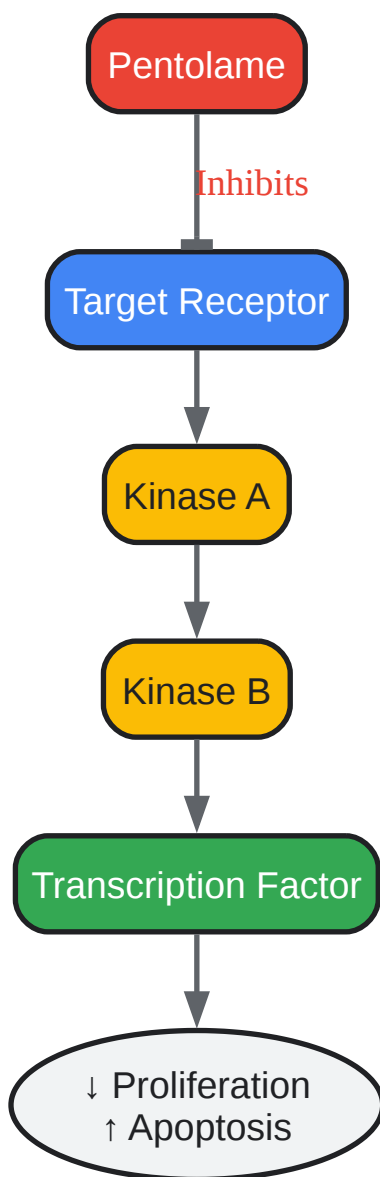 Pentolame
Inhibits
Target Receptor
Kinase A
Kinase B
Transcription Factor
↓ Proliferation
↑ Apoptosis